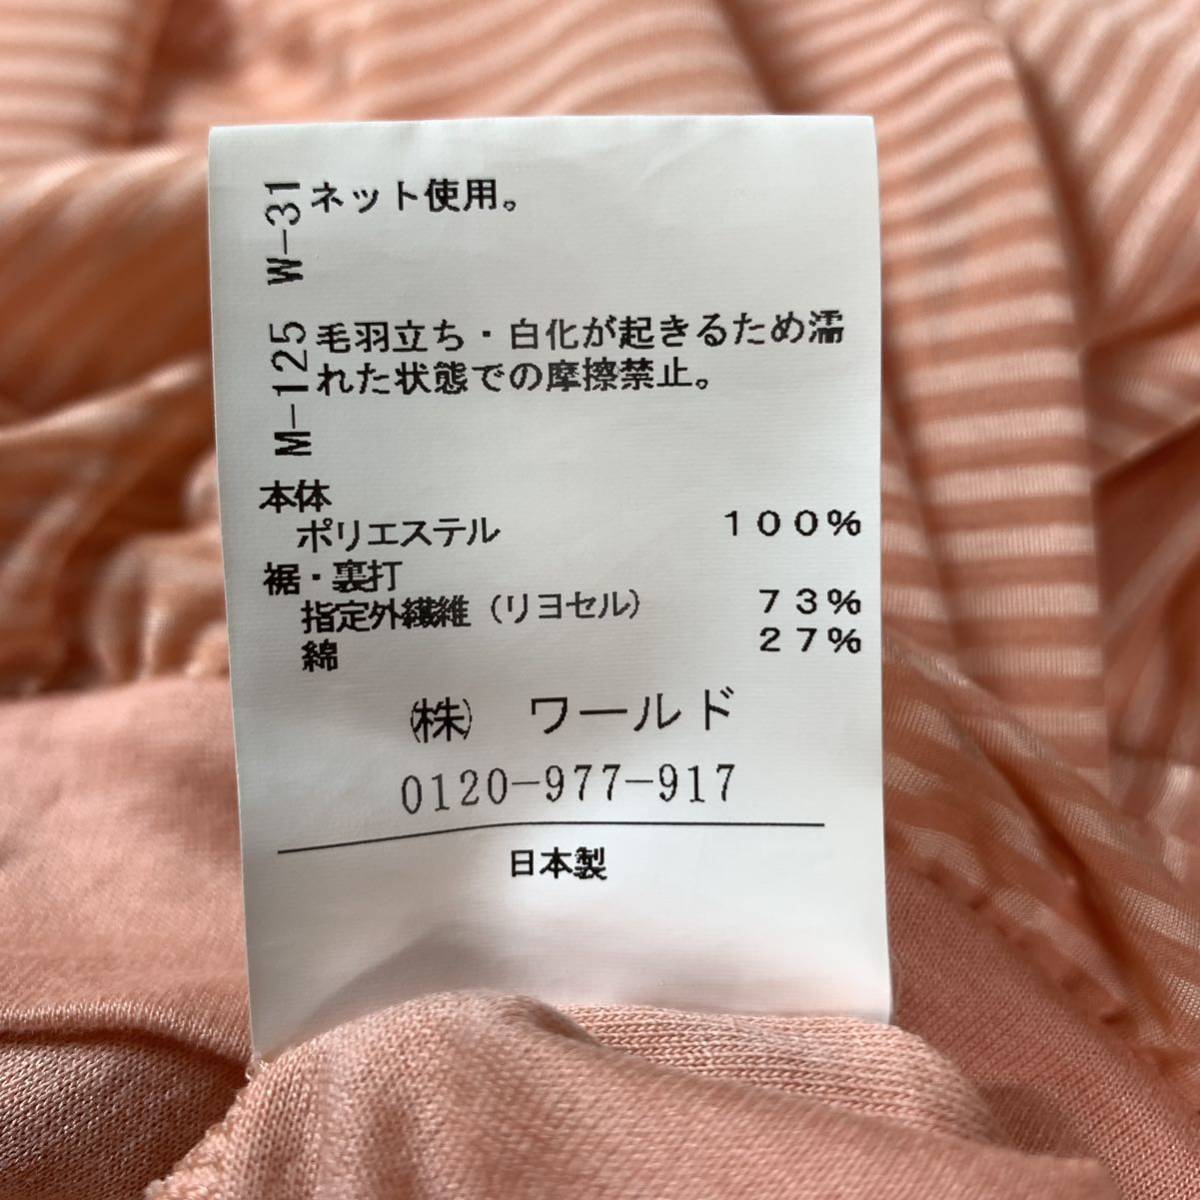 W-31
ネット使用。
M-125
毛羽立ち・白化が起きるため濡
れた状態での摩擦禁止。
本体
ポリエステル 100%
裾・裏打
指定外繊維(リヨセル) 73%
綿 27%
㈱ ワールド
0120-977-917
日本製